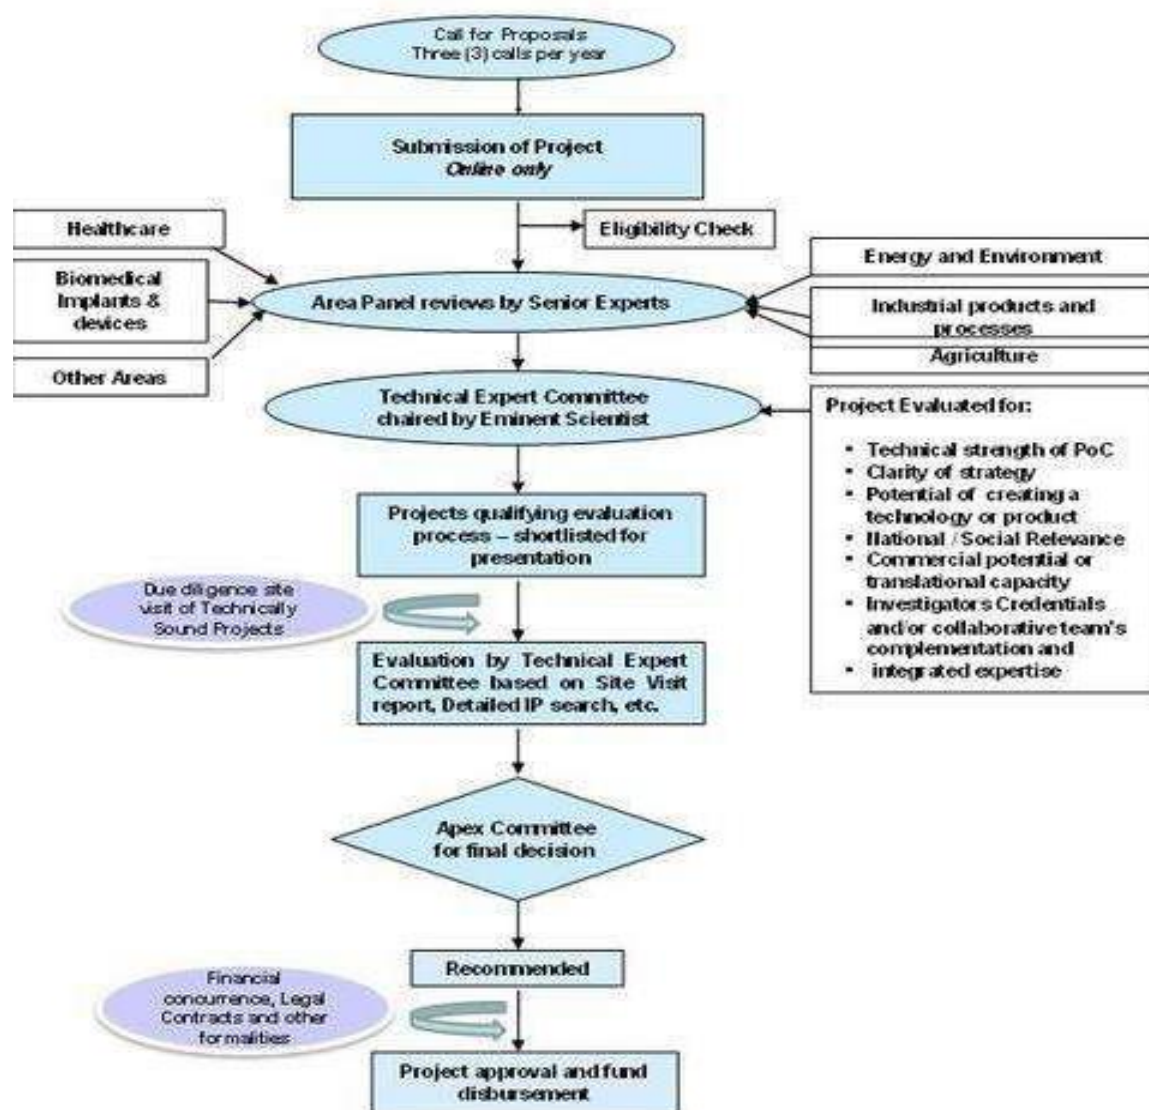 Call for Proposals
Three (3) calls per year
Submission of Project
Online only
Eligibility Check
Healthcare
Biomedical
Implants &
devices
Other Areas
Area Panel reviews by Senior Experts
Energy and Environment
Industrial products and
processes
Agriculture
Technical Expert Committee
chaired by Eminent Scientist
Project Evaluated for:
• Technical strength of PoC
• Clarity of strategy
• Potential of creating a
technology or product
• National / Social Relevance
• Commercial potential or
translational capacity
• Investigators Credentials
and/or collaborative team's
complementation and
• integrated expertise
Projects qualifying evaluation
process – shortlisted for
presentation
Due diligence site
visit of Technically
Sound Projects
Evaluation by Technical Expert
Committee based on Site Visit
report, Detailed IP search, etc.
Apex Committee
for final decision
Recommended
Financial
concurrence, Legal
Contracts and other
formalities
Project approval and fund
disbursement